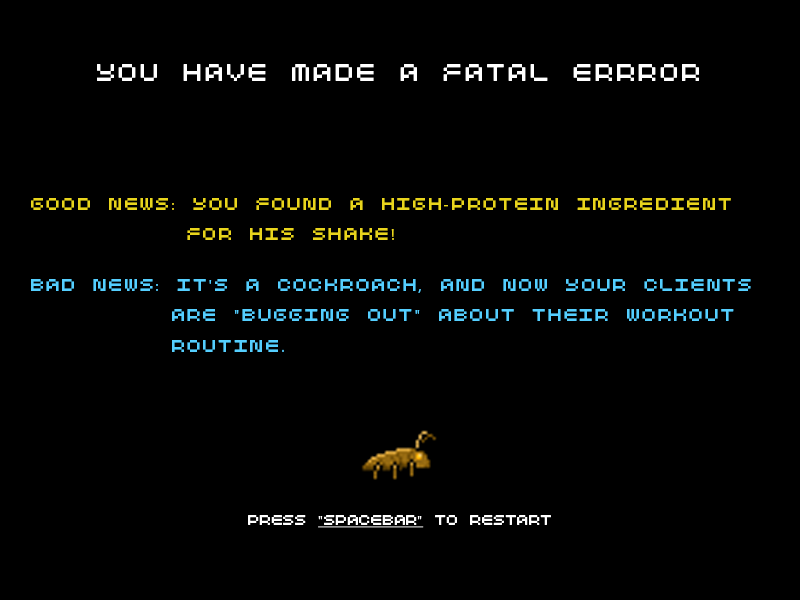 YOU HAVE MADE A FATAL ERRROR
GOOD NEWS: YOU FOUND A HIGH-PROTEIN INGREDIENT
FOR HIS SHAKE!
BAD NEWS: IT'S A COCKROACH, AND NOW YOUR CLIENTS
ARE "BUGGING OUT" ABOUT THEIR WORKOUT
ROUTINE.
PRESS "SPACEBAR" TO RESTART